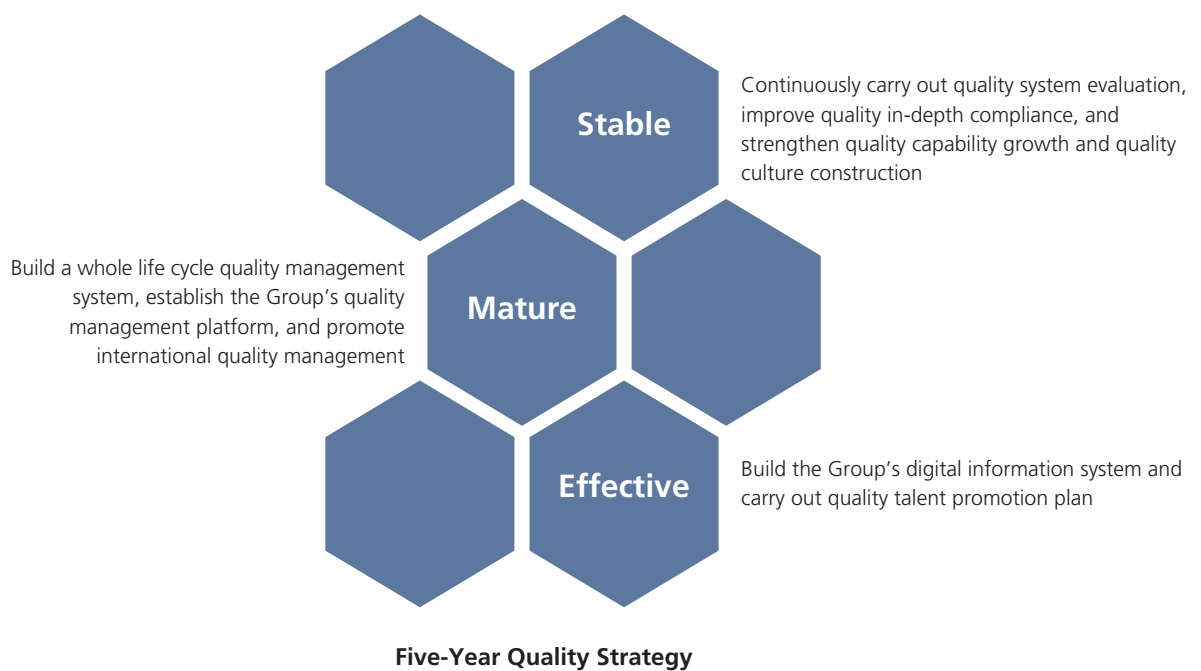 Stable
Continuously carry out quality system evaluation,
improve quality in-depth compliance, and
strengthen quality capability growth and quality
culture construction
Build a whole life cycle quality management
system, establish the Group’s quality
management platform, and promote
international quality management
Mature
Effective
Build the Group’s digital information system and
carry out quality talent promotion plan
Five-Year Quality Strategy